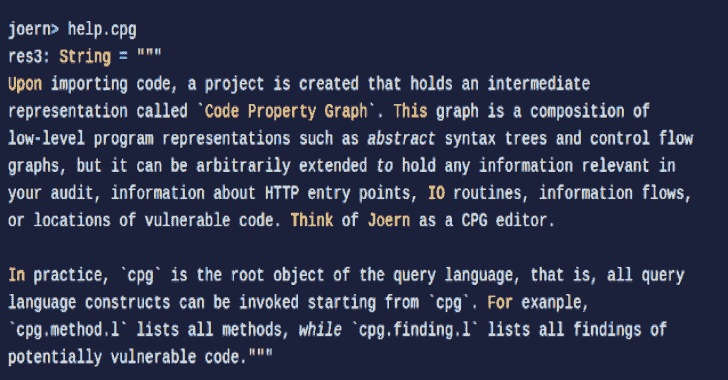 joern> help.cpg
res3: String = """
Upon importing code, a project is created that holds an intermediate
representation called `Code Property Graph`. This graph is a composition of
low-level program representations such as abstract syntax trees and control flow
graphs, but it can be arbitrarily extended to hold any information relevant in
your audit, information about HTTP entry points, IO routines, information flows,
or locations of vulnerable code. Think of Joern as a CPG editor.
In practice, `cpg` is the root object of the query language, that is, all query
language constructs can be invoked starting from `cpg`. For exanple,
`cpg.method.l` lists all methods, while `cpg.finding.l` lists all findings of
potentially vulnerable code."""